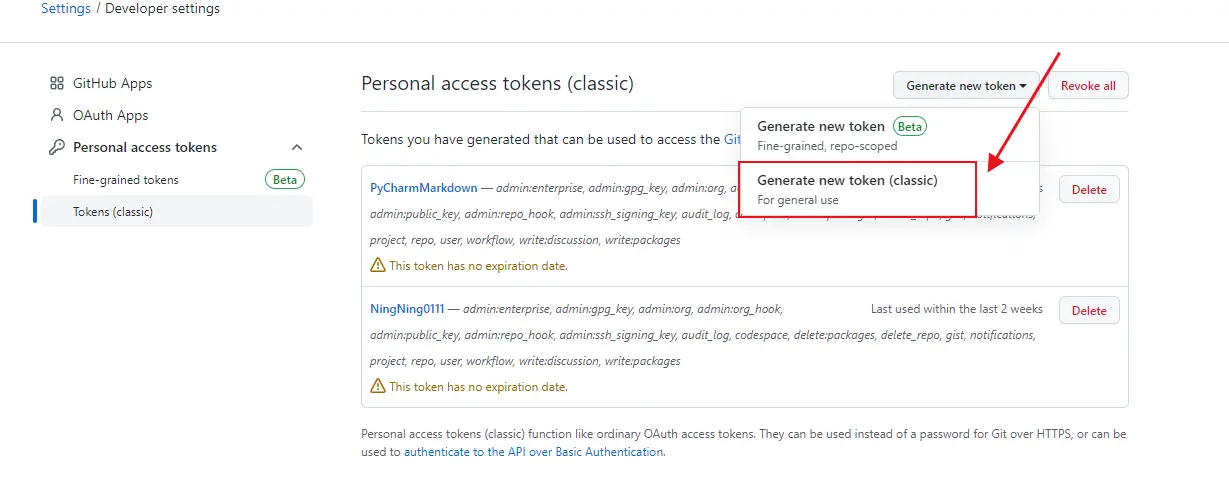 Settings / Developer settings
GitHub Apps
OAuth Apps
Personal access tokens
Fine-grained tokens Beta
Tokens (classic)
Personal access tokens (classic)
Generate new token
Revoke all
Generate new token Beta
Fine-grained, repo-scoped
Generate new token (classic)
For general use
Tokens you have generated that can be used to access the
PyCharmMarkdown — admin:enterprise, admin:gpg_key, admin:org,
Delete
admin:public_key, admin:repo_hook, admin:ssh_signing_key, audit_log,
project, repo, user, workflow, write:discussion, write:packages
This token has no expiration date.
NingNing0111 — admin:enterprise, admin:gpg_key, admin:org, admin:org_hook,
Last used within the last 2 weeks
Delete
admin:public_key, admin:repo_hook, admin:ssh_signing_key, audit_log, codespace, delete:packages, delete_repo, gist, notifications,
project, repo, user, workflow, write:discussion, write:packages
This token has no expiration date.
Personal access tokens (classic) function like ordinary OAuth access tokens. They can be used instead of a password for Git over HTTPS, or can be
used to authenticate to the API over Basic Authentication.